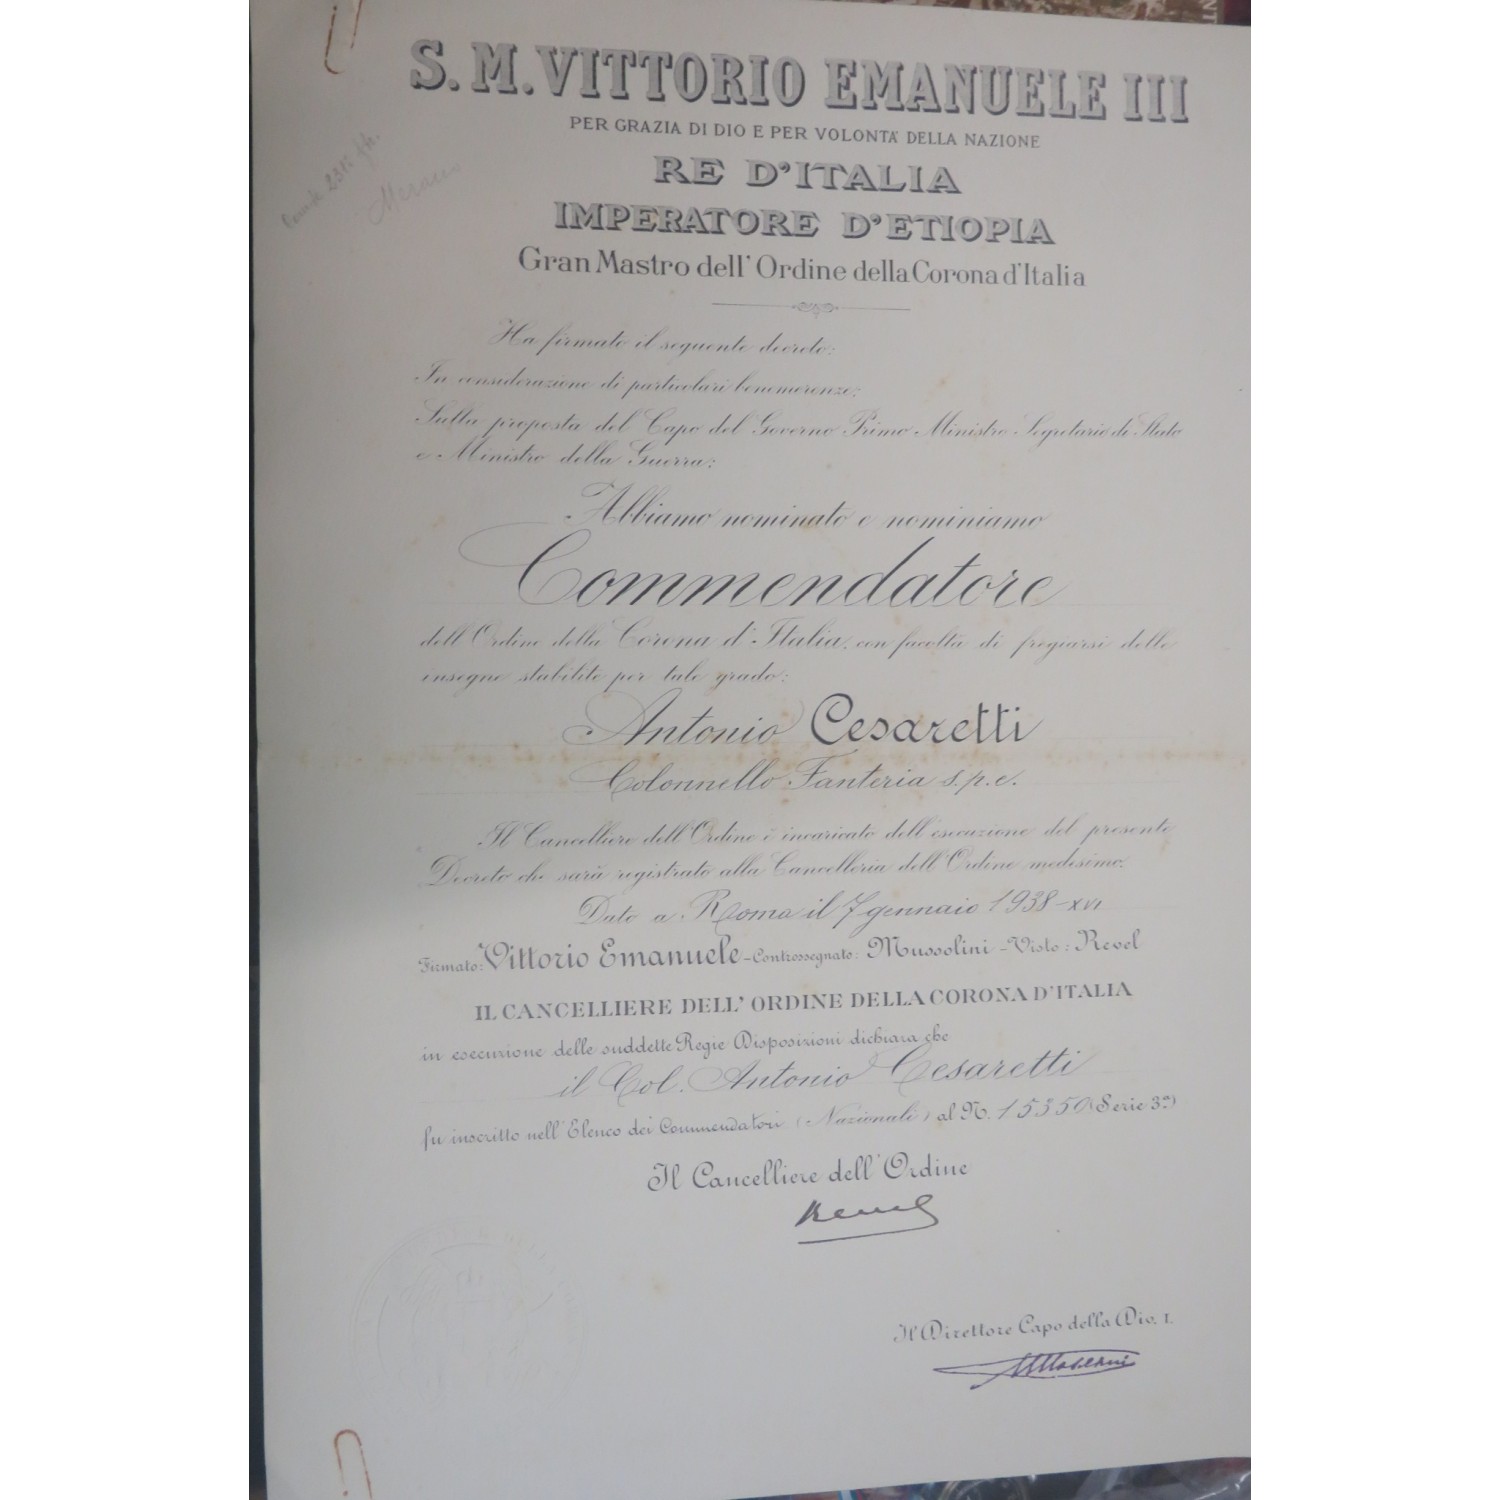 S. M. VITTORIO EMANUELE III
PER GRAZIA DI DIO E PER VOLONTA' DELLA NAZIONE
RE D'ITALIA
IMPERATORE D'ETIOPIA
Gran Mastro dell' Ordine della Corona d'Italia
Merano
Ha firmato il seguente decreto:
In considerazione di particolari benemerenze;
Sulla proposta del Capo del Governo Primo Ministro Segretario di Stato
e Ministro della Guerra;
Abbiamo nominato e nominiamo
Commendatore
dell'Ordine della Corona d'Italia, con facoltà di fregiarsi delle
insegne stabilite per tale grado:
Antonio Cesaretti
Colonnello Fanteria s.p.e.
Il Cancelliere dell'Ordine è incaricato dell'esecuzione del presente
Decreto che sarà registrato alla Cancelleria dell'Ordine medesimo.
Dato a Roma il 7 gennaio 1938-XVI
Firmato: Vittorio Emanuele - Controssegnato: Mussolini - Visto: Revel
IL CANCELLIERE DELL' ORDINE DELLA CORONA D'ITALIA
in esecuzione delle suddette Regie Disposizioni dichiara che
il Col. Antonio Cesaretti
fu inscritto nell'Elenco dei Commendatori (Nazionali) al N. 15350 (Serie 3ª)
Il Cancelliere dell'Ordine
Revel
Il Direttore Capo della Div. I.